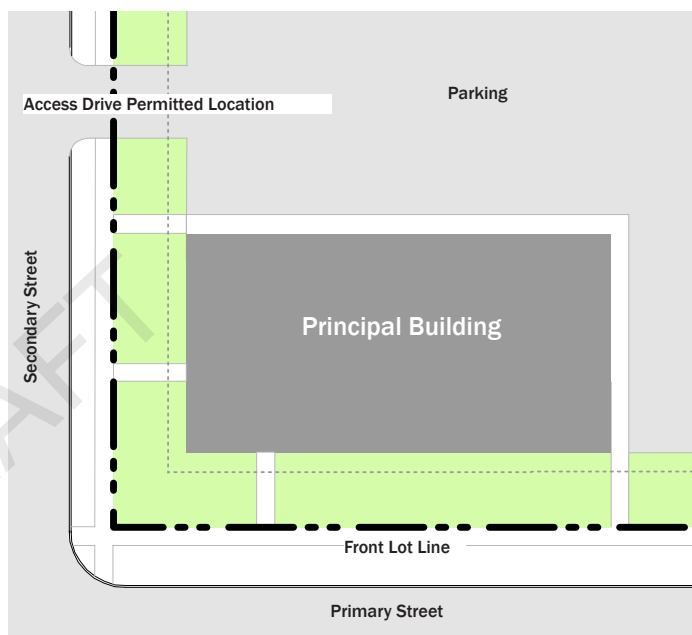 Access Drive Permitted Location
Parking
Secondary Street
Principal Building
Front Lot Line
Primary Street